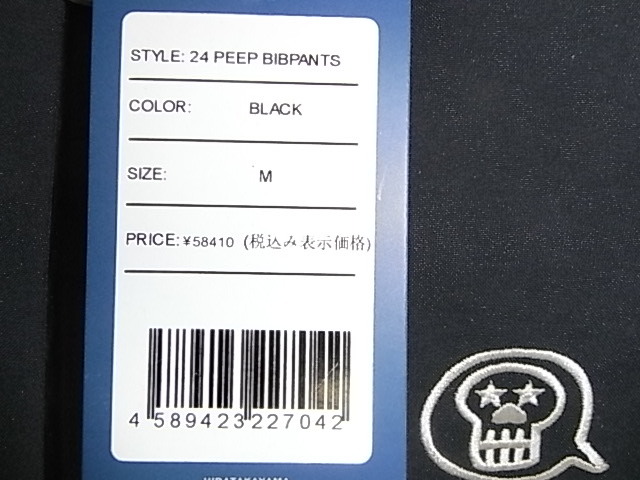 STYLE: 24 PEEP BIBPANTS
COLOR: BLACK
SIZE: M
PRICE: ¥58410 (税込み表示価格)
4 589423 227042